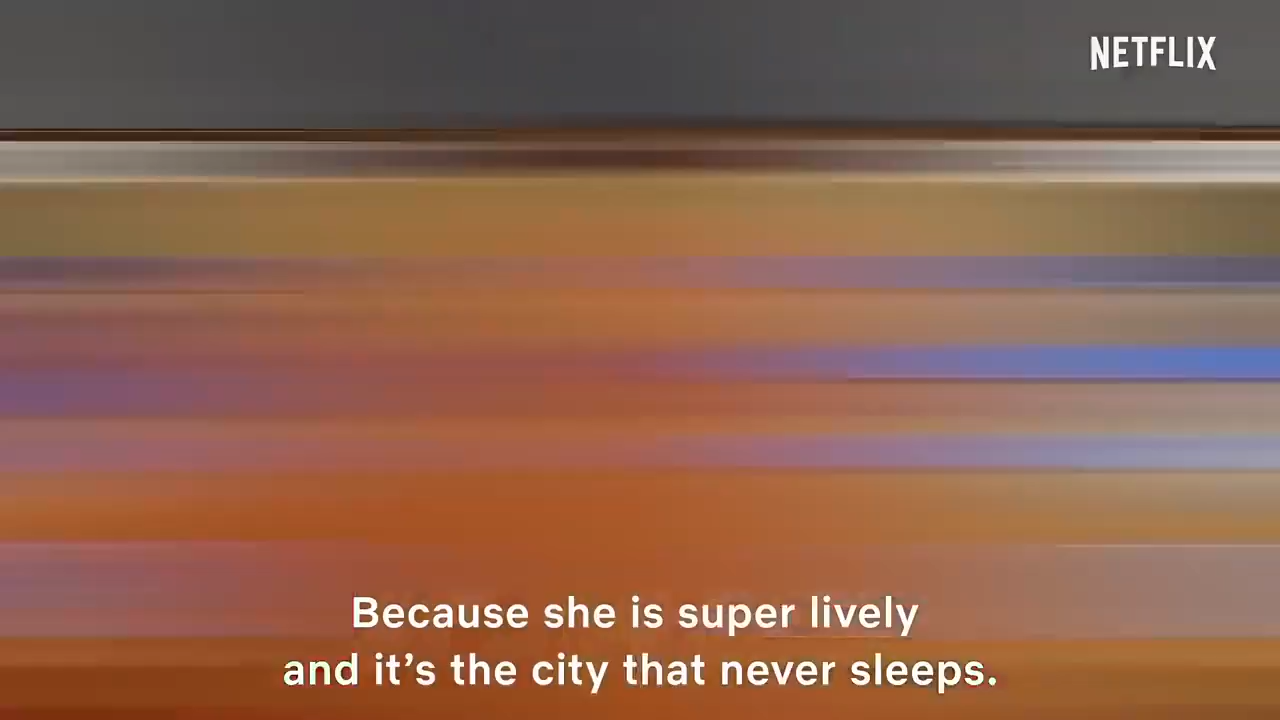 NETFLIX
Because she is super lively
and it’s the city that never sleeps.